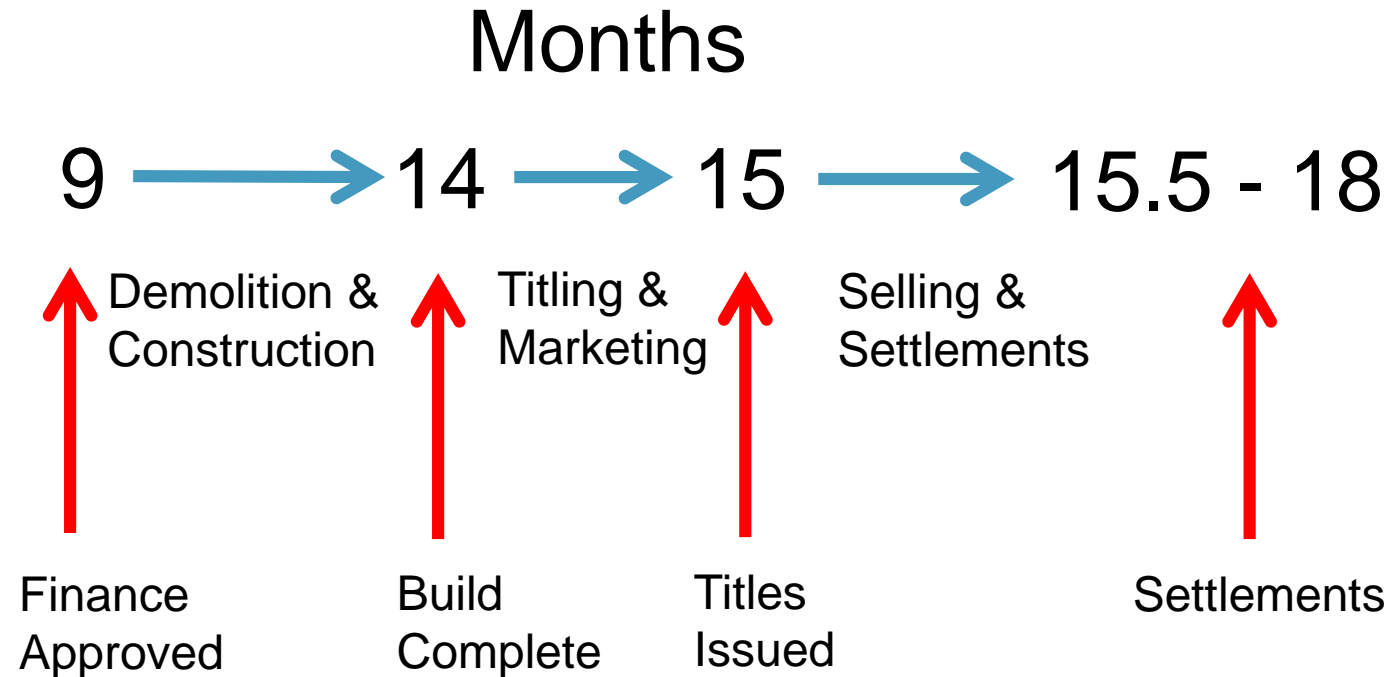 Months
9 14 15 15.5 - 18
Demolition &
Construction
Titling &
Marketing
Selling &
Settlements
Finance
Approved
Build
Complete
Titles
Issued
Settlements